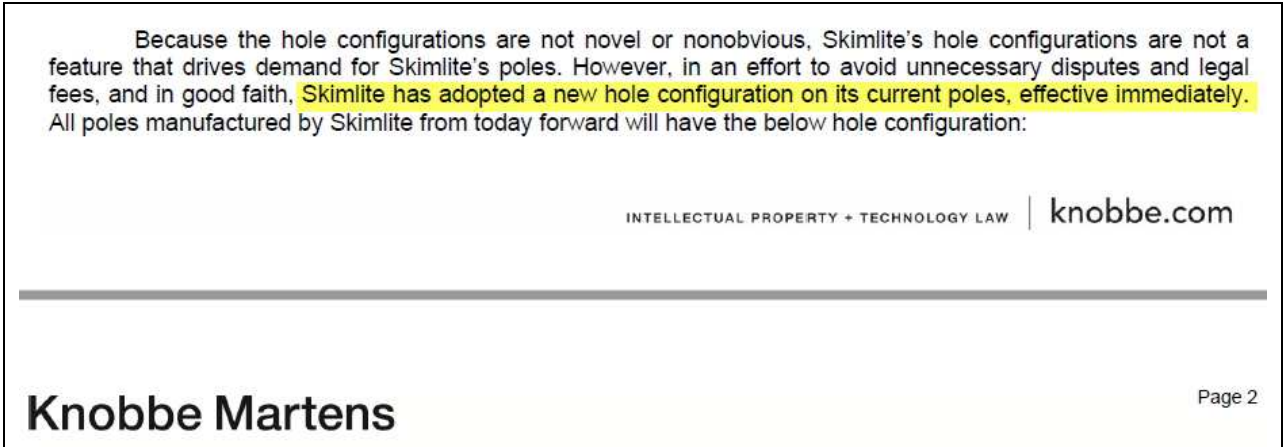 Because the hole configurations are not novel or nonobvious, Skimlite's hole configurations are not a
feature that drives demand for Skimlite's poles. However, in an effort to avoid unnecessary disputes and legal
fees, and in good faith, Skimlite has adopted a new hole configuration on its current poles, effective immediately.
All poles manufactured by Skimlite from today forward will have the below hole configuration:
INTELLECTUAL PROPERTY + TECHNOLOGY LAW | knobbe.com
Knobbe Martens
Page 2